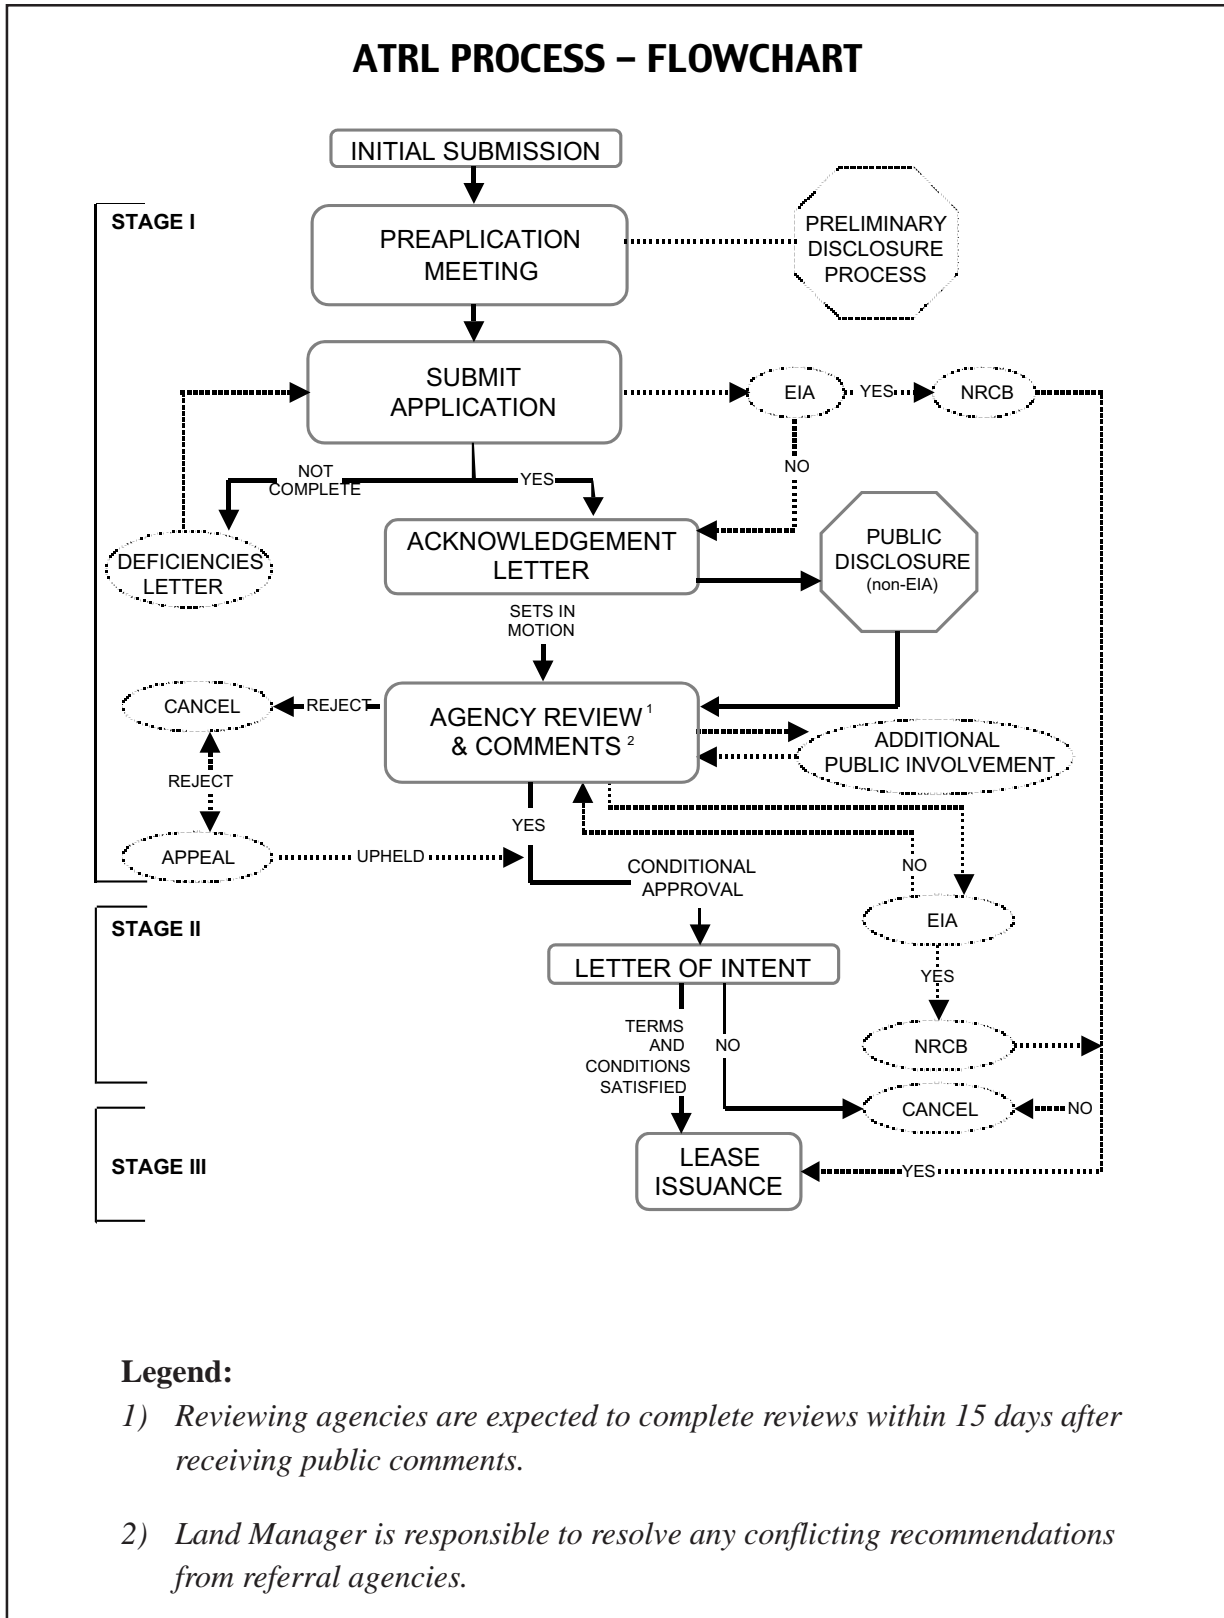 ATRL PROCESS – FLOWCHART
INITIAL SUBMISSION
STAGE I
PREAPLICATION
MEETING
PRELIMINARY
DISCLOSURE
PROCESS
SUBMIT
APPLICATION
EIA
YES
NRCB
NOT
COMPLETE
YES
NO
DEFICIENCIES
LETTER
ACKNOWLEDGEMENT
LETTER
PUBLIC
DISCLOSURE
(non-EIA)
SETS IN
MOTION
CANCEL
REJECT
AGENCY REVIEW 1
& COMMENTS 2
ADDITIONAL
PUBLIC INVOLVEMENT
REJECT
YES
APPEAL
UPHELD
CONDITIONAL
APPROVAL
NO
EIA
STAGE II
LETTER OF INTENT
YES
TERMS
AND
CONDITIONS
SATISFIED
NO
NRCB
CANCEL
NO
STAGE III
LEASE
ISSUANCE
YES
Legend:
1) Reviewing agencies are expected to complete reviews within 15 days after
receiving public comments.
2) Land Manager is responsible to resolve any conflicting recommendations
from referral agencies.